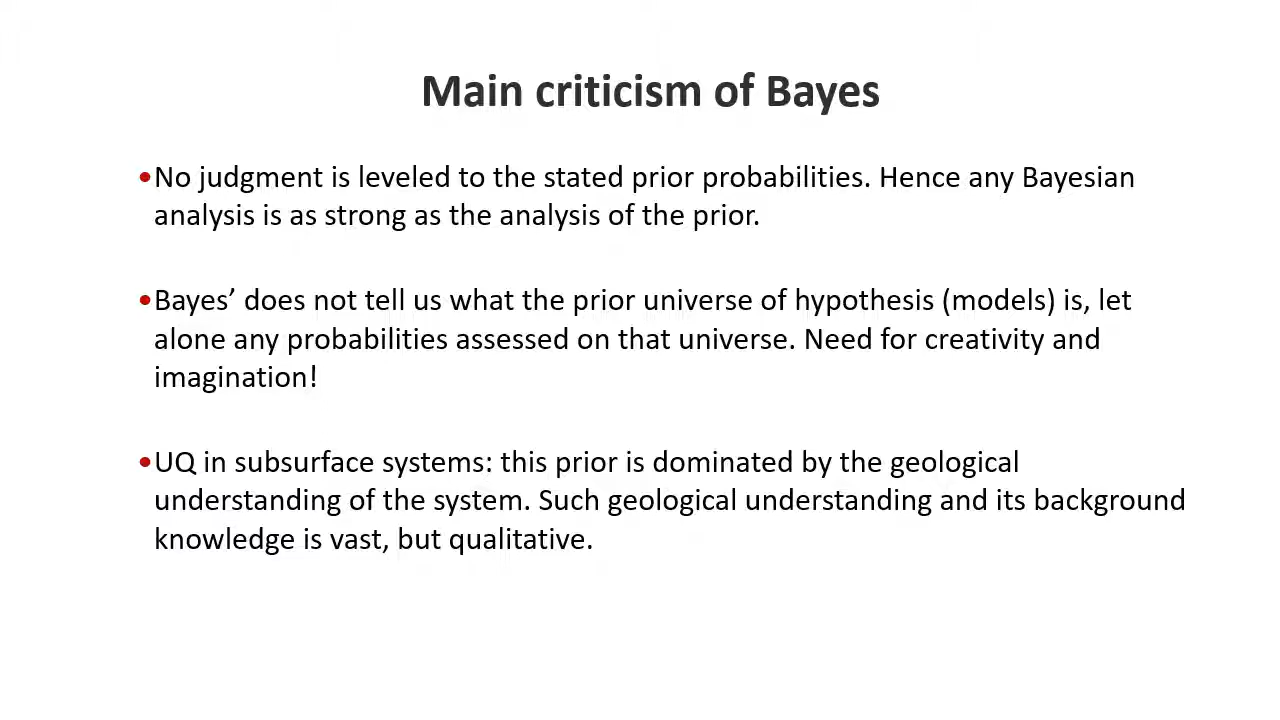 Main criticism of Bayes
•No judgment is leveled to the stated prior probabilities. Hence any Bayesian
analysis is as strong as the analysis of the prior.
•Bayes’ does not tell us what the prior universe of hypothesis (models) is, let
alone any probabilities assessed on that universe. Need for creativity and
imagination!
•UQ in subsurface systems: this prior is dominated by the geological
understanding of the system. Such geological understanding and its background
knowledge is vast, but qualitative.